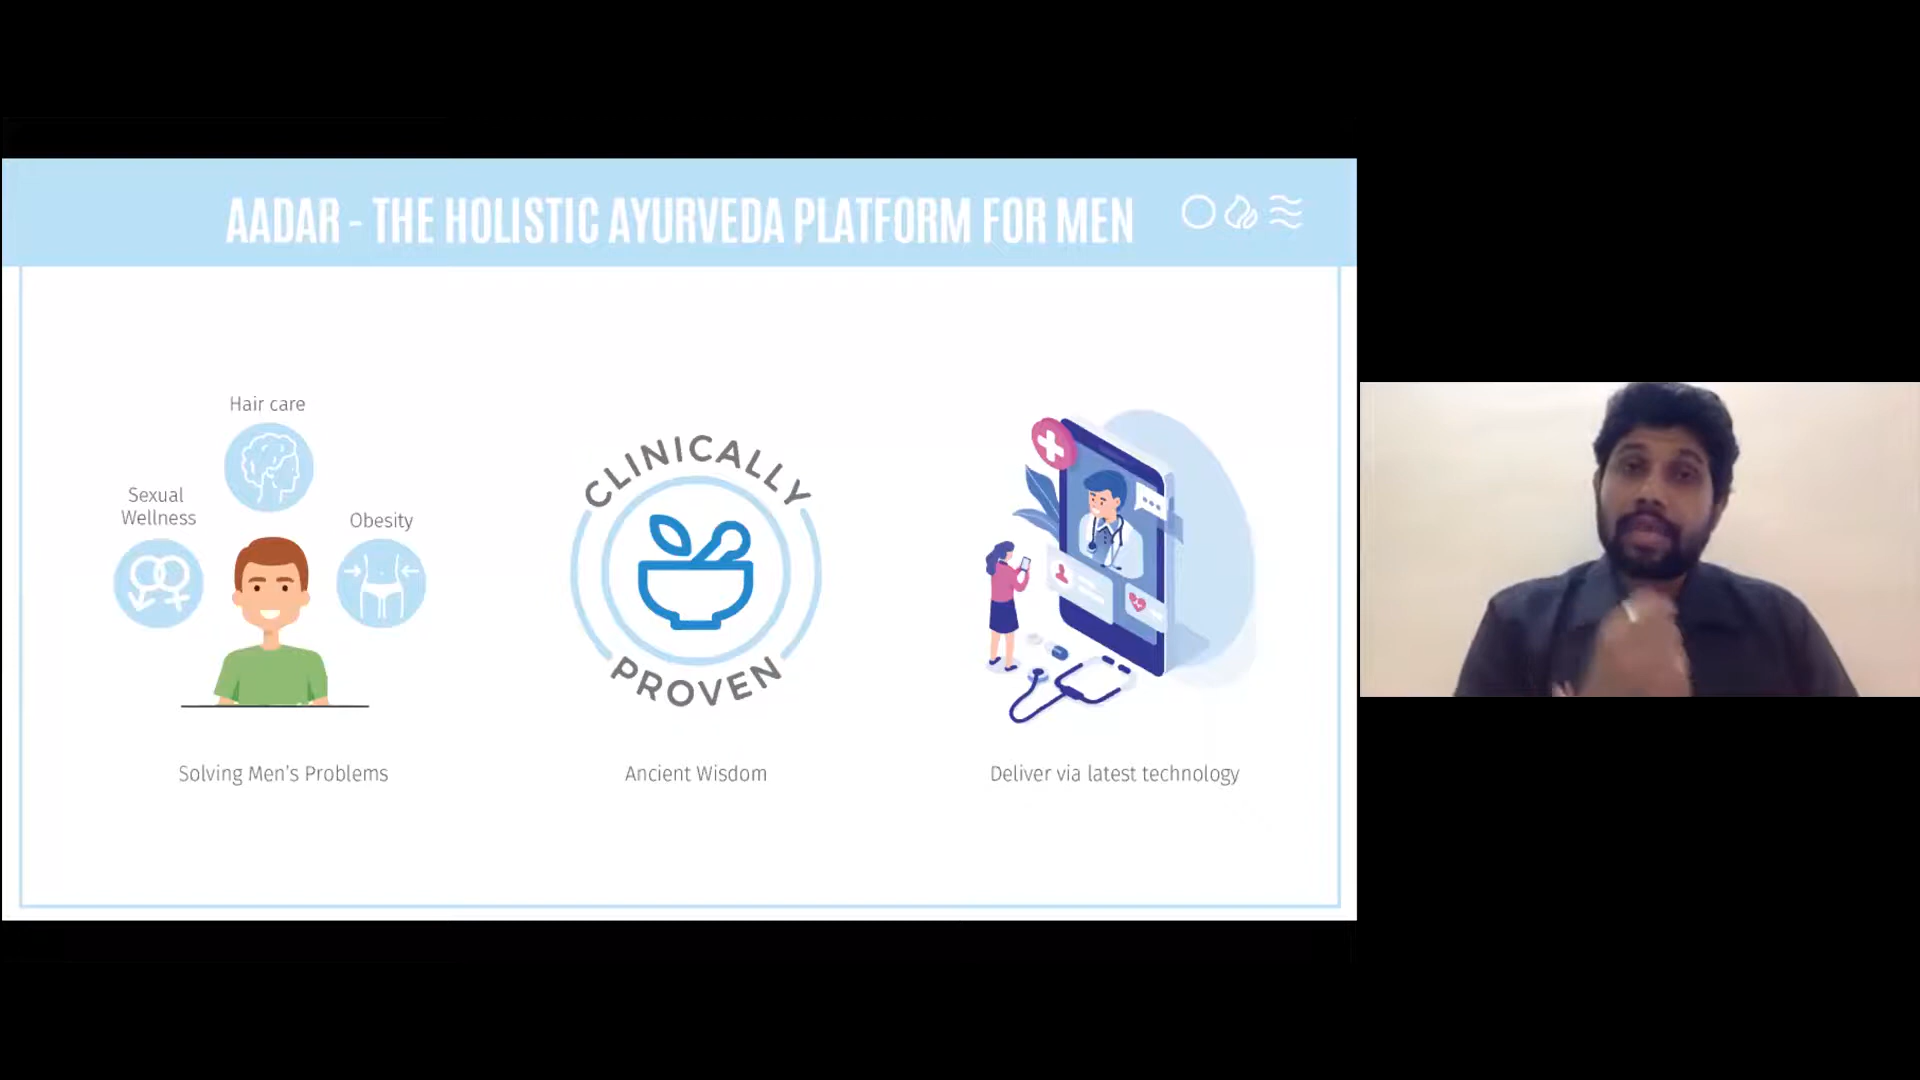 AADAR - THE HOLISTIC AYURVEDA PLATFORM FOR MEN
Hair care
Sexual
Wellness
Obesity
Solving Men's Problems
CLINICALLY
PROVEN
Ancient Wisdom
Deliver via latest technology